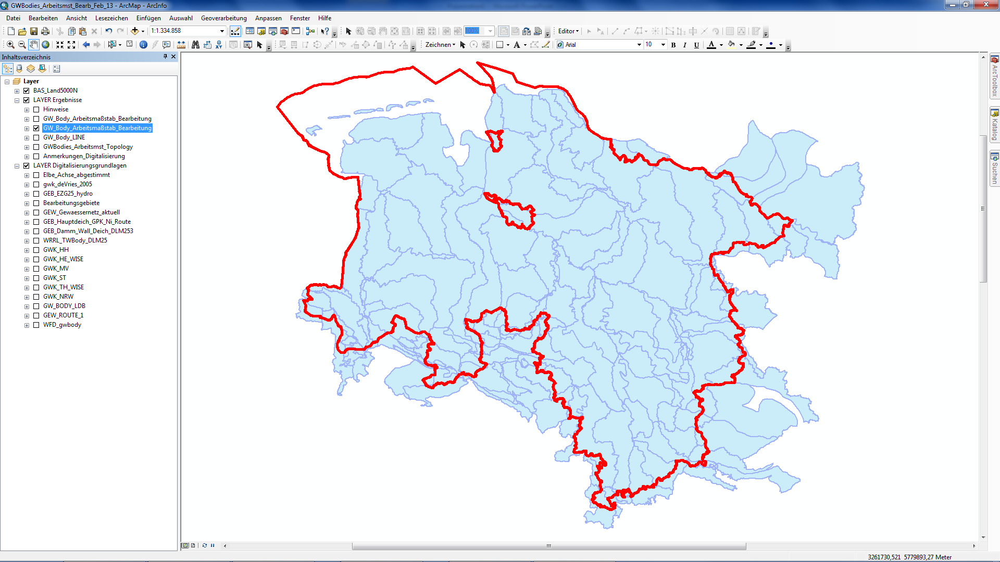 GWBodies_Arbeitsmst_Bearb_Feb_13 - ArcMap - ArcInfo
Datei Bearbeiten Ansicht Lesezeichen Einfügen Auswahl Geoverarbeitung Anpassen Fenster Hilfe
1:1.334.858 100% Editor
Zeichnen A Arial 10 B I U A
Inhaltsverzeichnis
Layer
BAS_Land5000N
LAYER Ergebnisse
Hinweise
GW_Body_Arbeitsmaßstab_Bearbeitung
GW_Body_Arbeitsmaßstab_Bearbeitung
GW_Body_LINE
GWBodies_Arbeitsmst_Topology
Anmerkungen_Digitalisierung
LAYER Digitalisierungsgrundlagen
Elbe_Achse_abgestimmt
gwk_deVries_2005
GEB_EZG25_hydro
Bearbeitungsgebiete
GEW_Gewaessernetz_aktuell
GEB_Hauptdeich_GPK_Ni_Route
GEB_Damm_Wall_Deich_DLM253
WRRL_TWBody_DLM25
GWK_HH
GWK_HE_WISE
GWK_MV
GWK_ST
GWK_TH_WISE
GWK_NRW
GW_BODY_LDB
GEW_ROUTE_1
WFD_gwbody
ArcToolbox
Katalog
Suchen
3261730,521 5779893,27 Meter